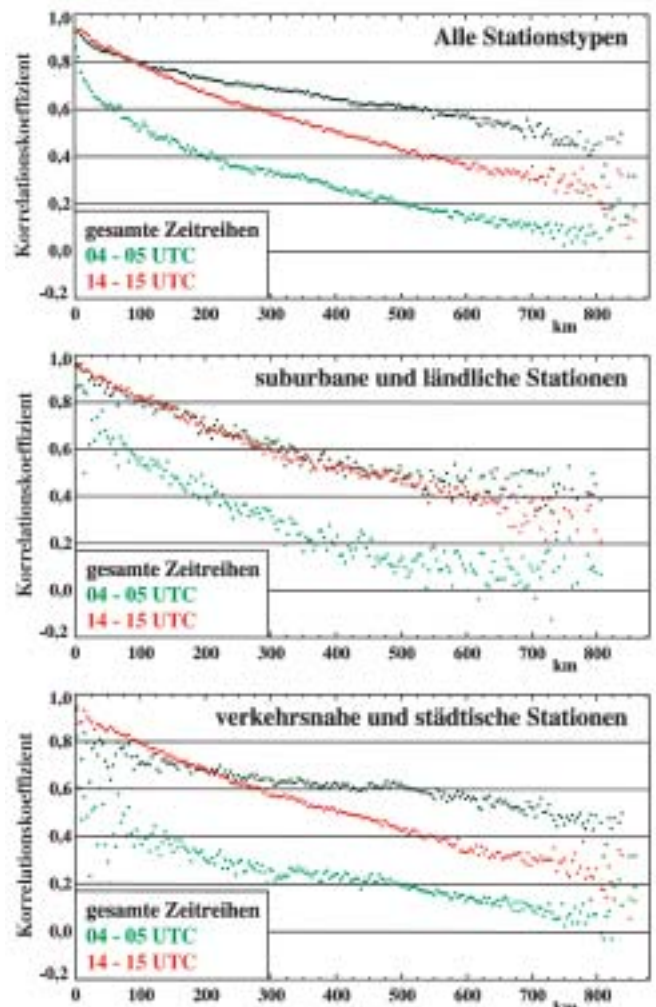 Alle Stationstypen
Korrelationskoeffizient
1,0
0,8
0,6
0,4
0,2
0,0
-0,2
gesamte Zeitreihen
04 - 05 UTC
14 - 15 UTC
0 100 200 300 400 500 600 700 800
km
suburbane und ländliche Stationen
Korrelationskoeffizient
1,0
0,8
0,6
0,4
0,2
0,0
-0,2
gesamte Zeitreihen
04 - 05 UTC
14 - 15 UTC
0 100 200 300 400 500 600 700 800
km
verkehrsnahe und städtische Stationen
Korrelationskoeffizient
1,0
0,8
0,6
0,4
0,2
0,0
-0,2
gesamte Zeitreihen
04 - 05 UTC
14 - 15 UTC
0 100 200 300 400 500 600 700 800
km